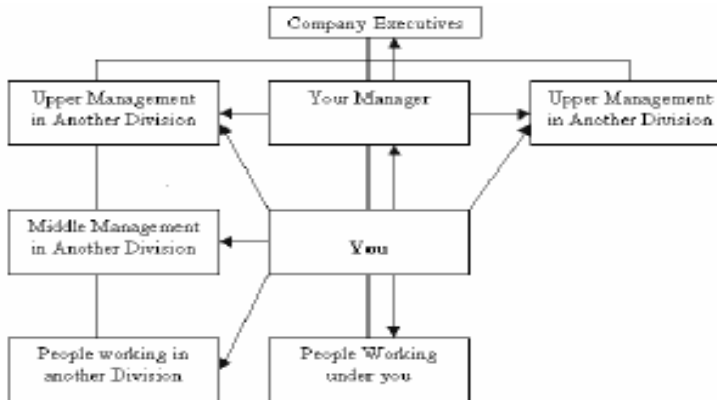 Company Executives
Upper Management
in Another Division
Your Manager
Upper Management
in Another Division
Middle Management
in Another Division
You
People working in
another Division
People Working
under you